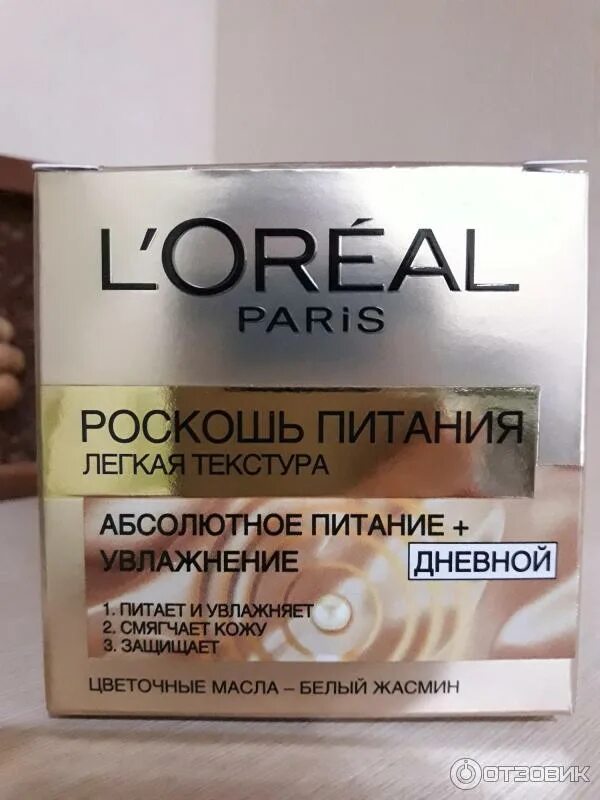 L'ORÉAL
PARiS
РОСКОШЬ ПИТАНИЯ
ЛЕГКАЯ ТЕКСТУРА
АБСОЛЮТНОЕ ПИТАНИЕ +
УВЛАЖНЕНИЕ
ДНЕВНОЙ
1. ПИТАЕТ И УВЛАЖНЯЕТ
2. СМЯГЧАЕТ КОЖУ
3. ЗАЩИЩАЕТ
ЦВЕТОЧНЫЕ МАСЛА – БЕЛЫЙ ЖАСМИН
ОТЗОВИК